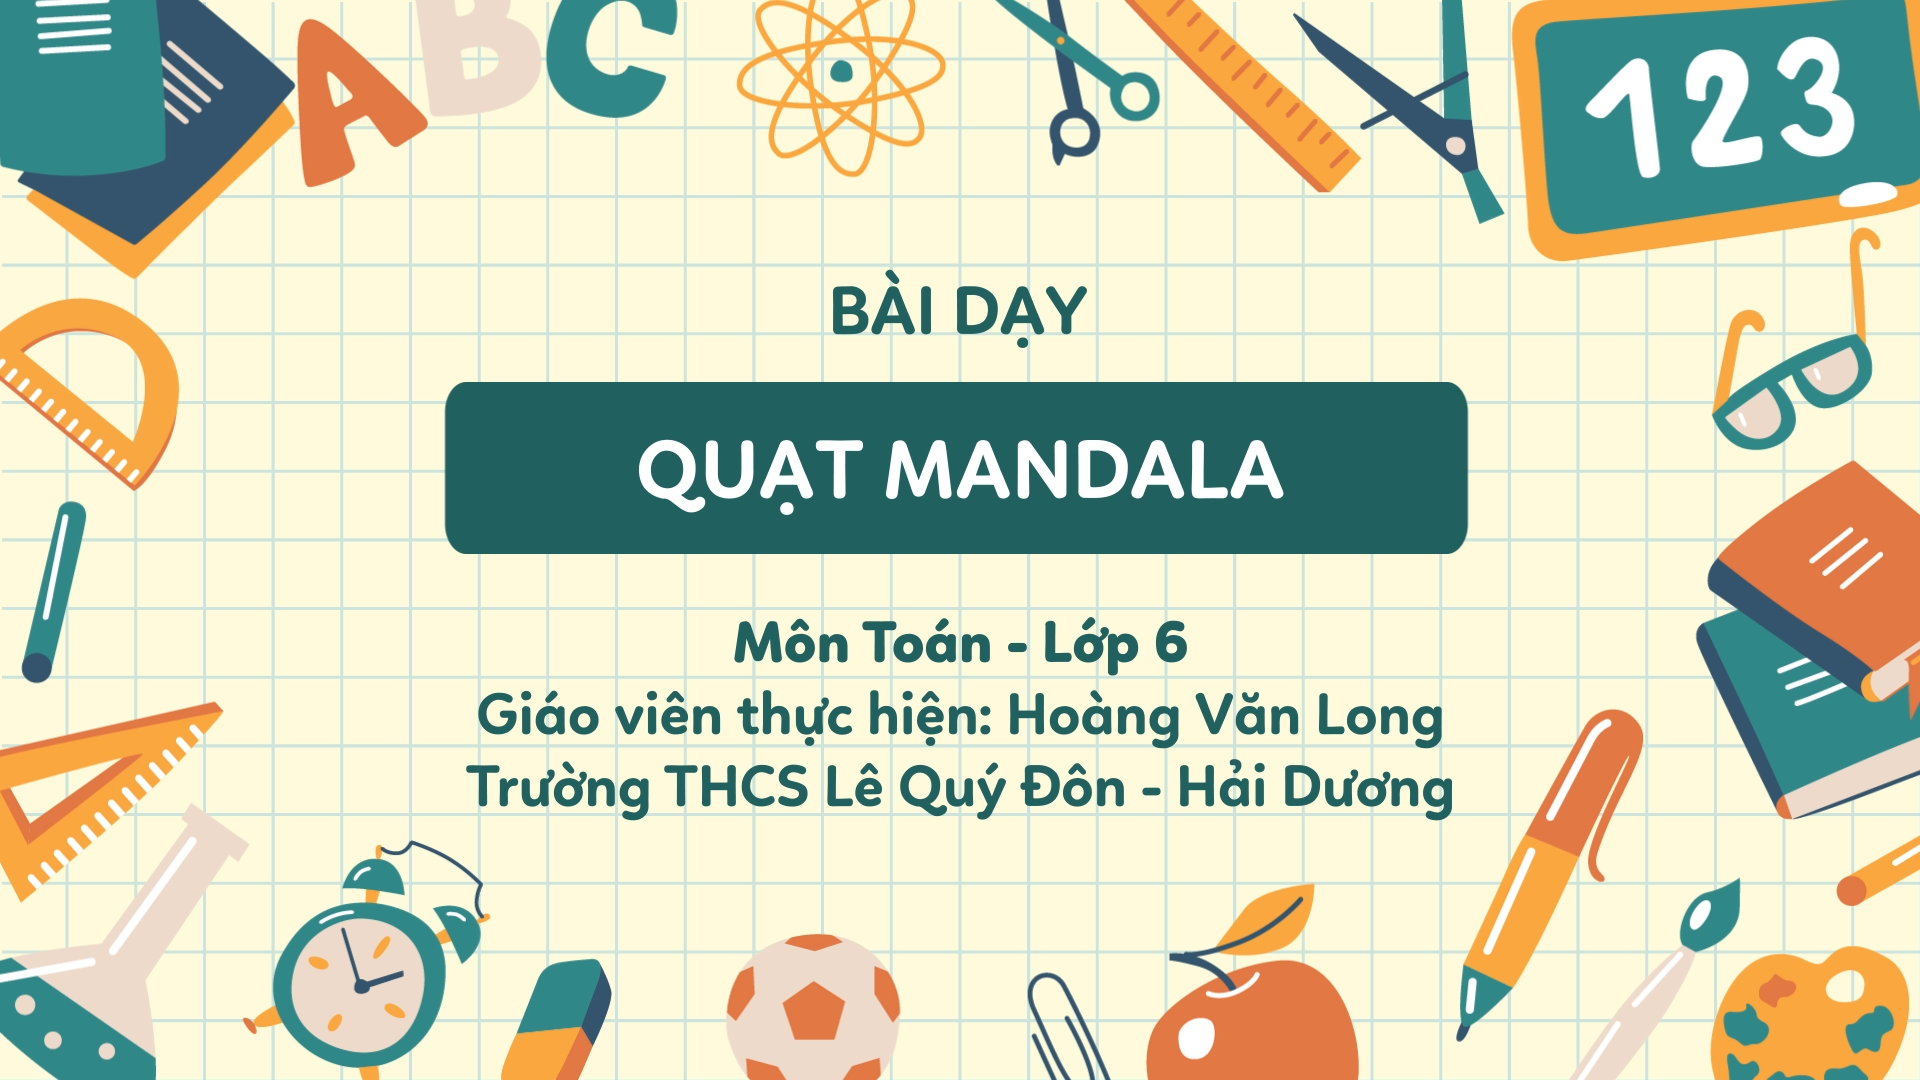 ABC
123
BÀI DẠY
QUẠT MANDALA
Môn Toán - Lớp 6
Giáo viên thực hiện: Hoàng Văn Long
Trường THCS Lê Quý Đôn - Hải Dương